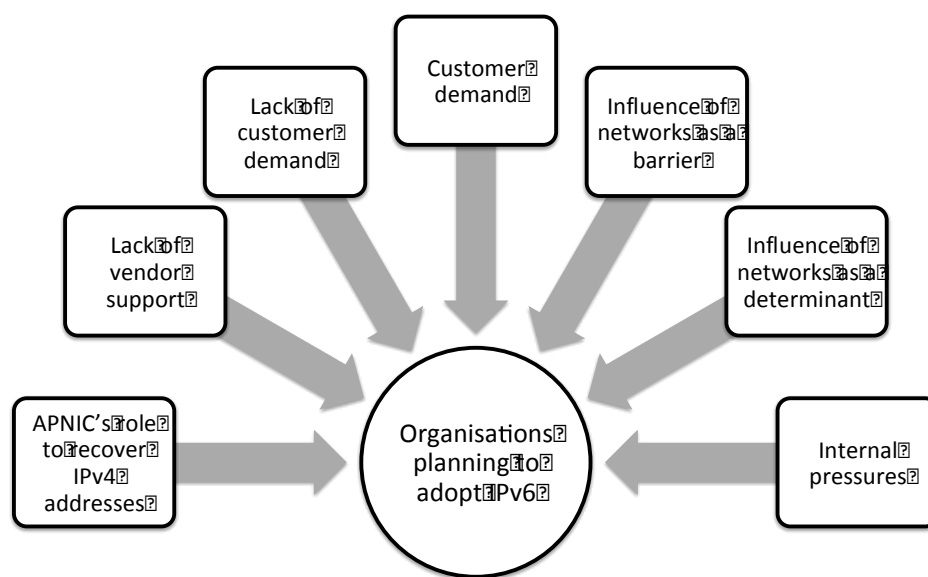 Customer
demand
Lack of
customer
demand
Influence of
networks as a
barrier
Lack of
vendor
support
Influence of
networks as a
determinant
APNIC's role
to recover
IPv4
addresses
Organisations
planning to
adopt IPv6
Internal
pressures